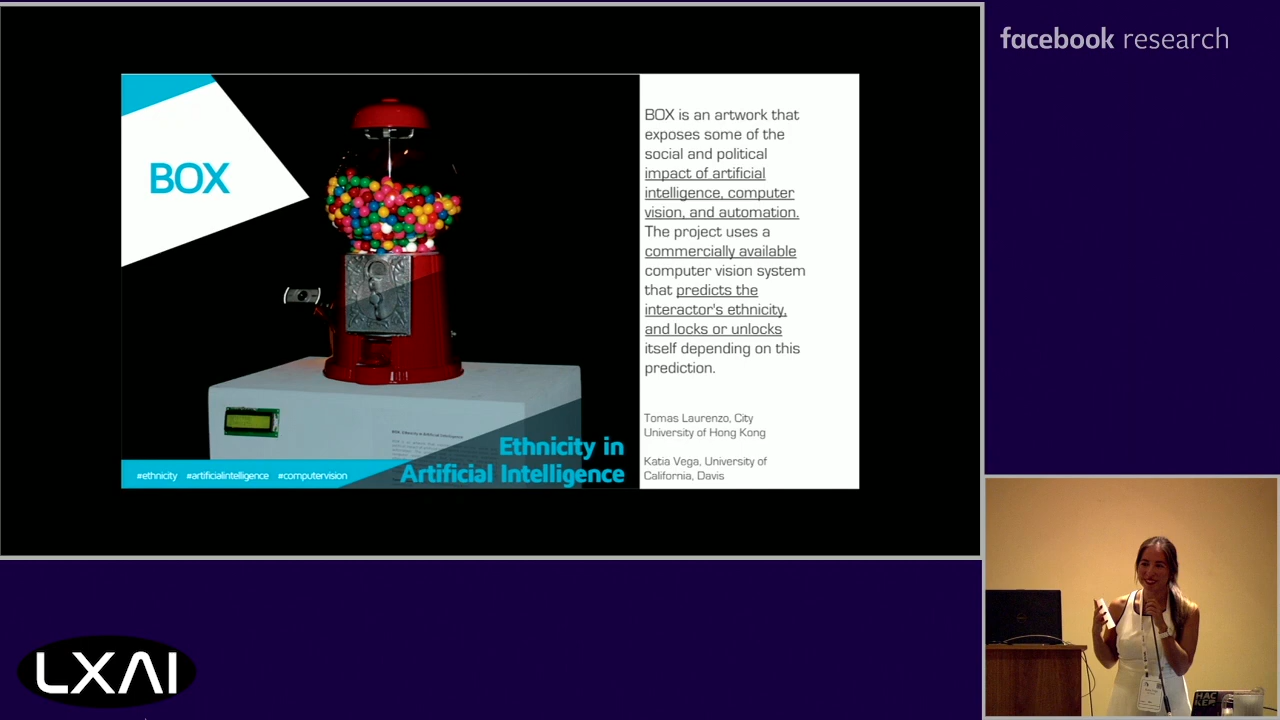 facebook research
BOX
BOX is an artwork that
exposes some of the
social and political
impact of artificial
intelligence, computer
vision, and automation.
The project uses a
commercially available
computer vision system
that predicts the
interactor's ethnicity,
and locks or unlocks
itself depending on this
prediction.
Tomas Laurenzo, City
University of Hong Kong
Katia Vega, University of
California, Davis
Ethnicity in
Artificial Intelligence
#ethnicity #artificialintelligence #computervision
LXAI
HAC
KER